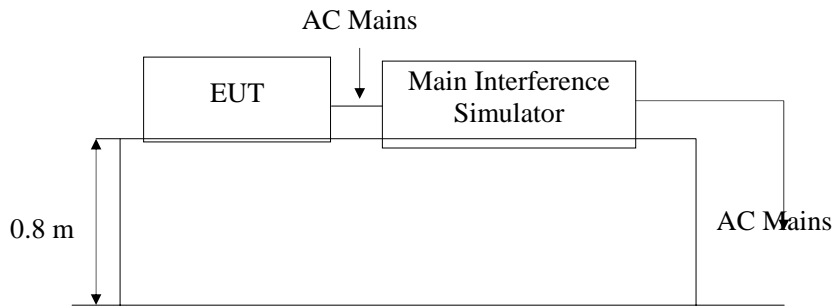 AC Mains
EUT
Main Interference
Simulator
0.8 m
AC Mains